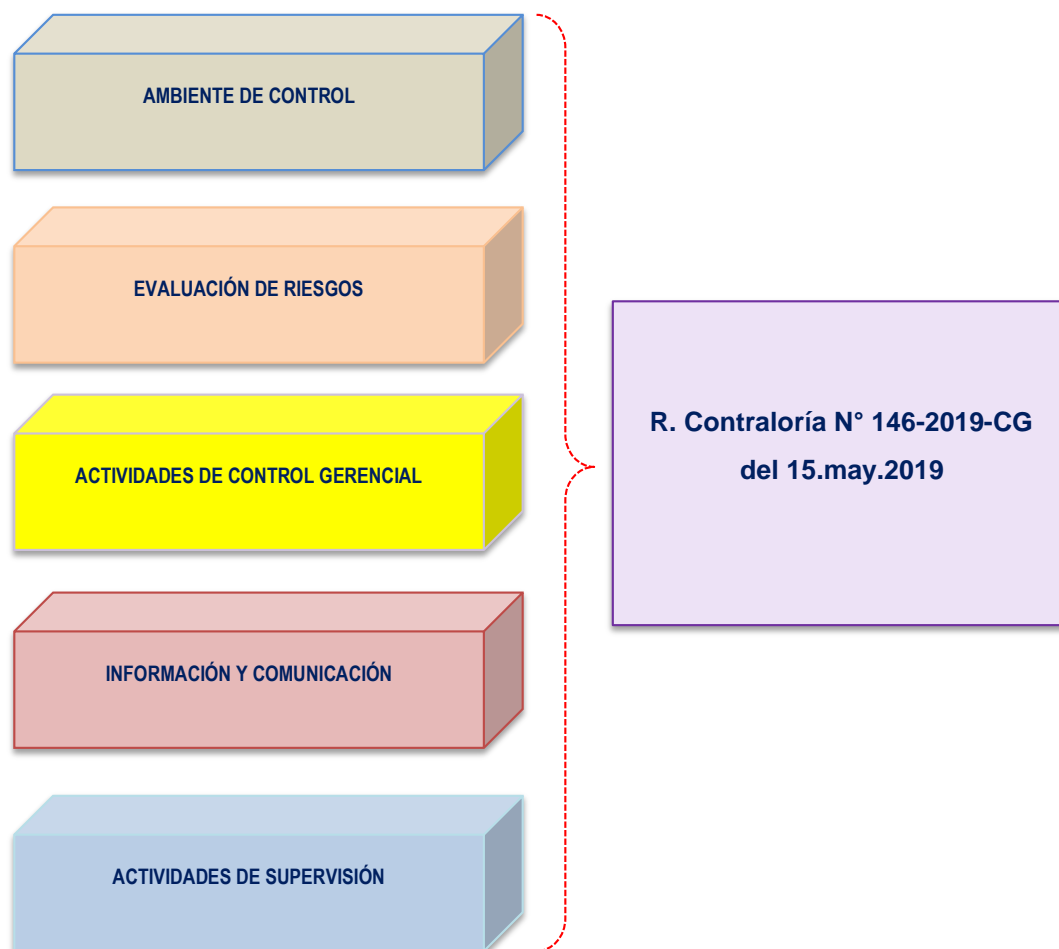 AMBIENTE DE CONTROL
EVALUACIÓN DE RIESGOS
ACTIVIDADES DE CONTROL GERENCIAL
INFORMACIÓN Y COMUNICACIÓN
ACTIVIDADES DE SUPERVISIÓN
R. Contraloría N° 146-2019-CG
del 15.may.2019